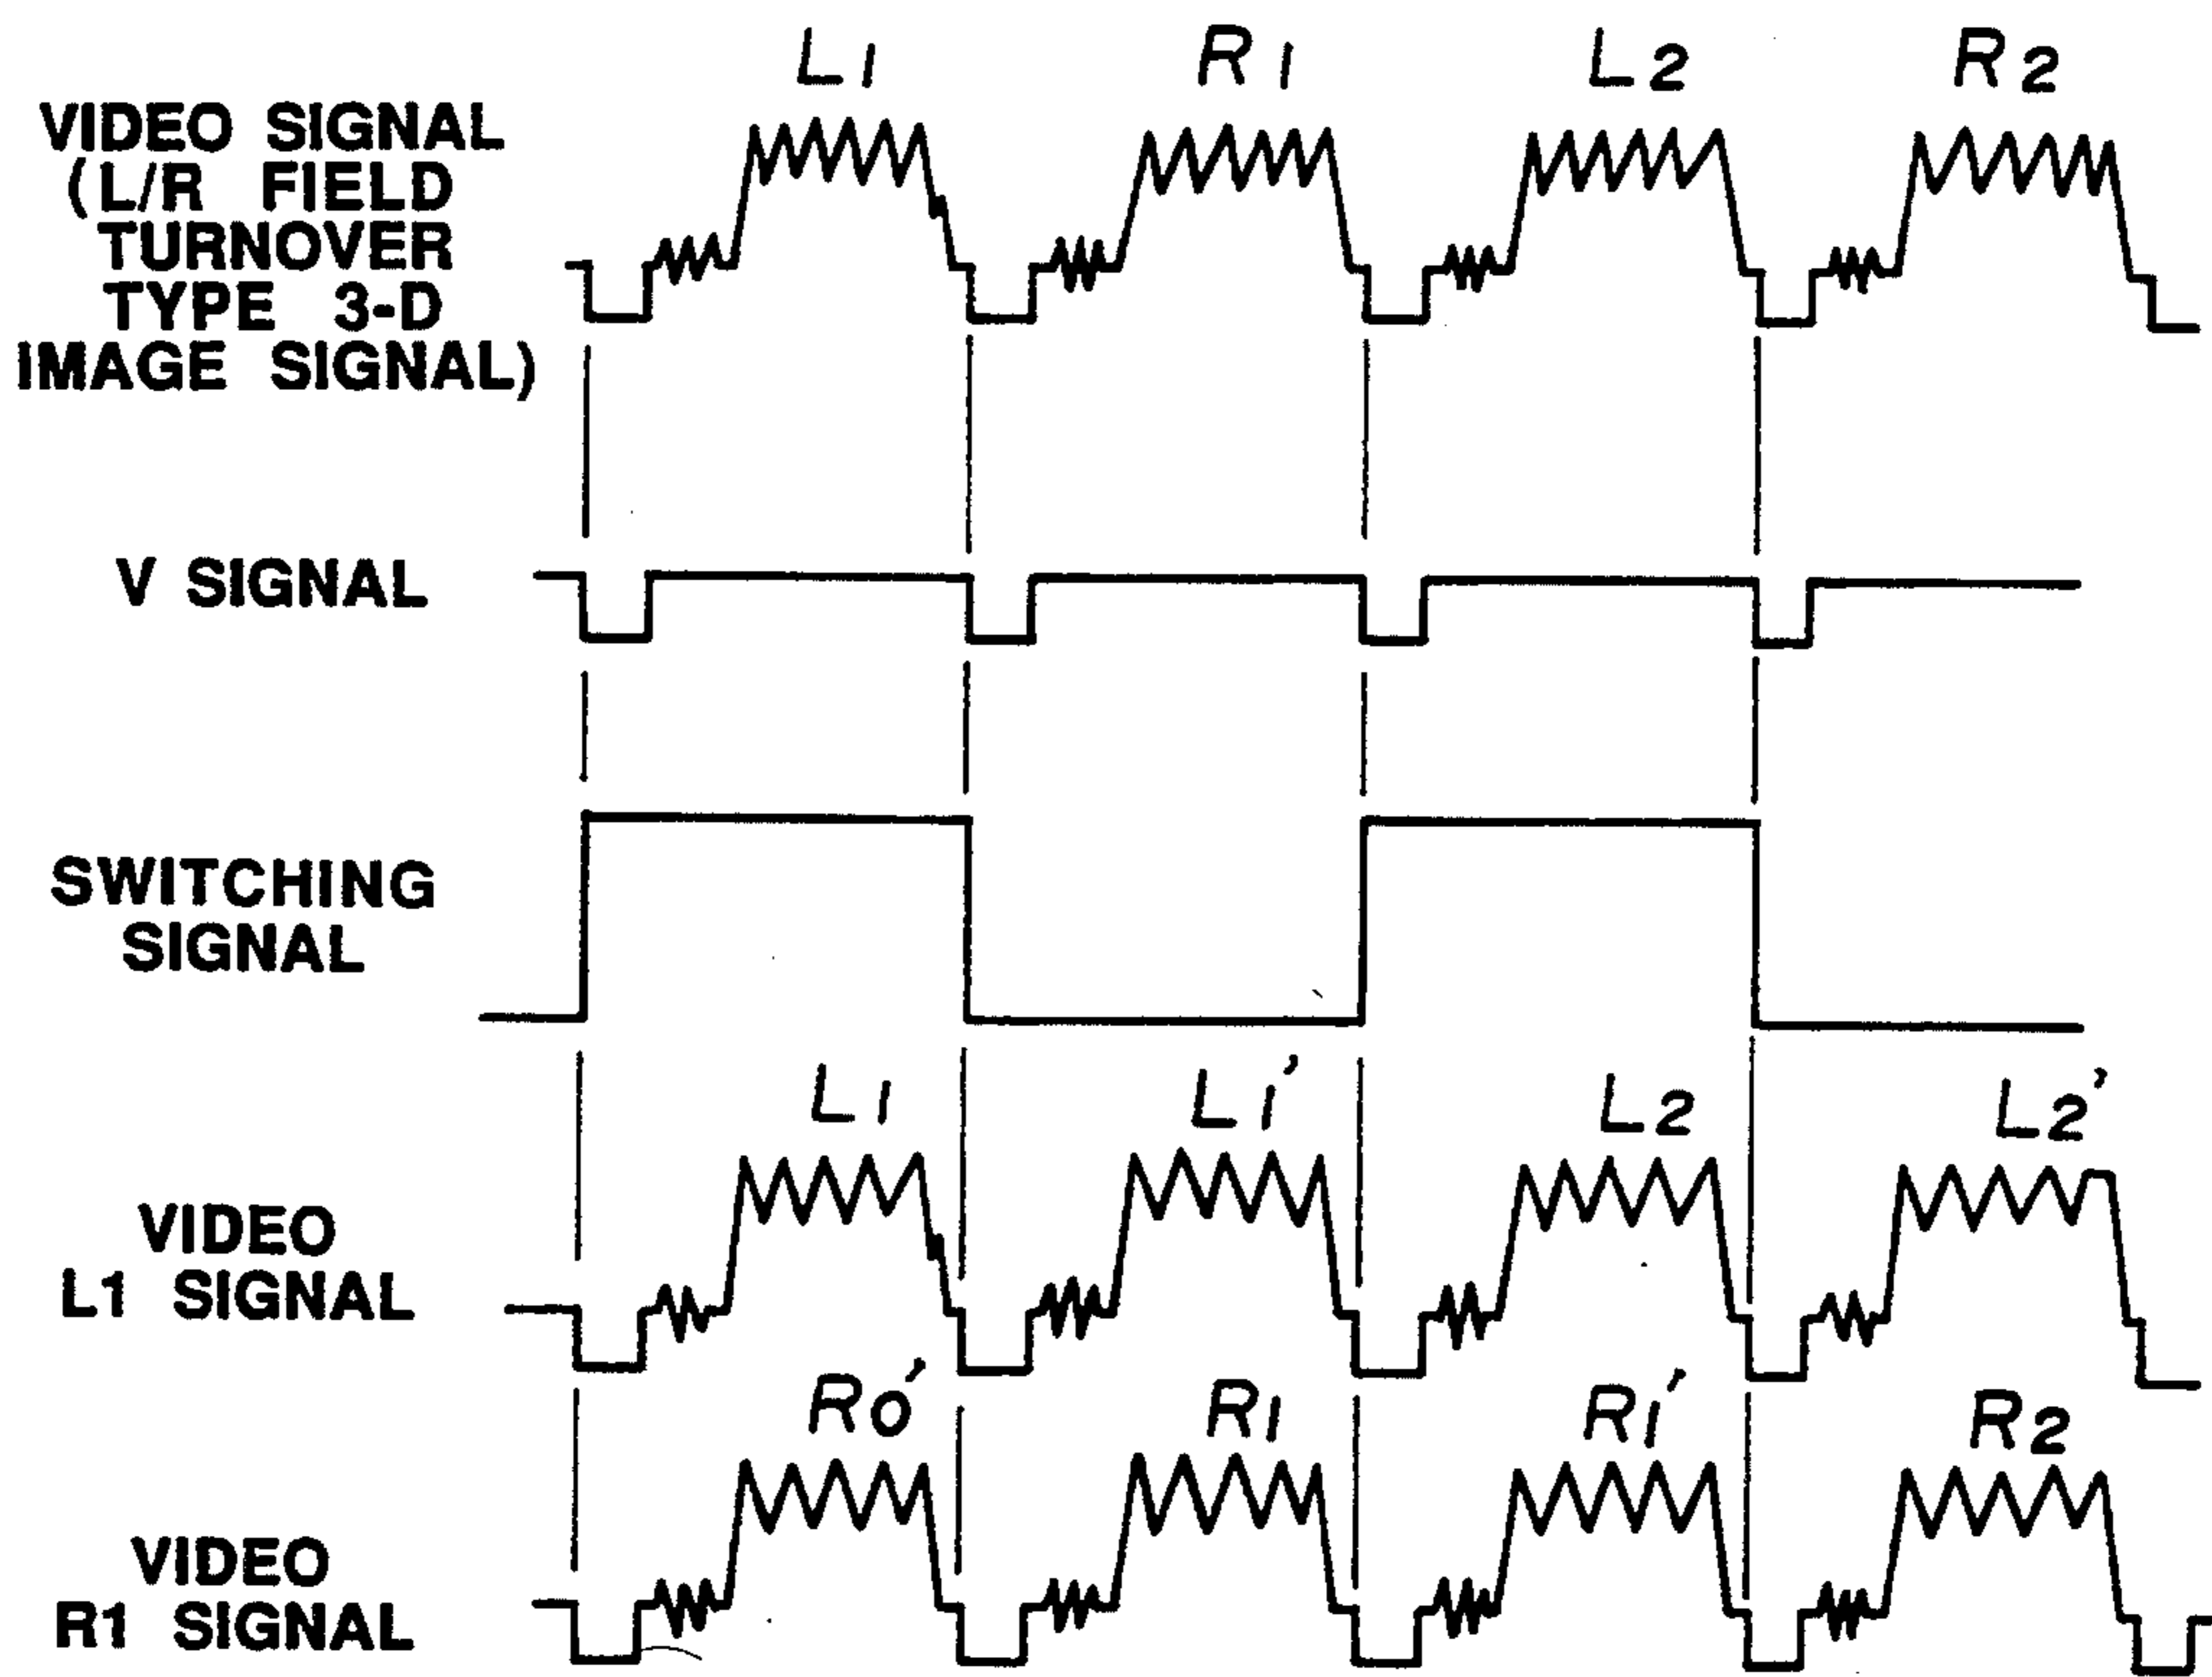 L1 R1 L2 R2
VIDEO SIGNAL
(L/R FIELD
TURNOVER
TYPE 3-D
IMAGE SIGNAL)
V SIGNAL
SWITCHING
SIGNAL
L1 L1' L2 L2'
VIDEO
L1 SIGNAL
R0' R1 R1' R2
VIDEO
R1 SIGNAL